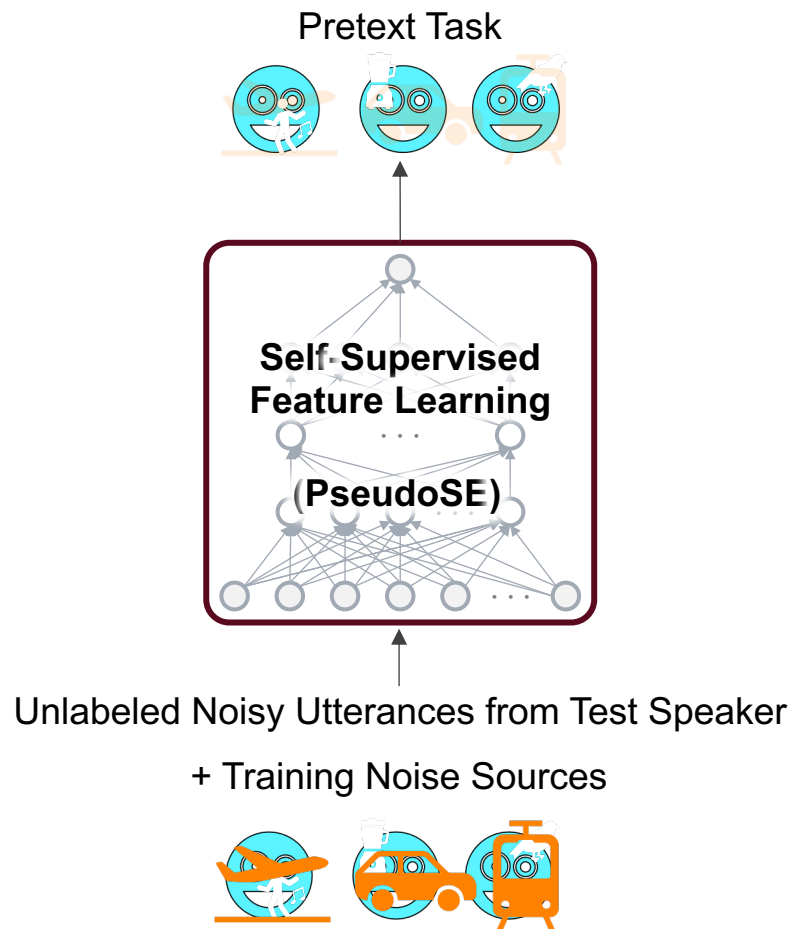 Pretext Task
Self-Supervised
Feature Learning
(PseudoSE)
Unlabeled Noisy Utterances from Test Speaker
+ Training Noise Sources